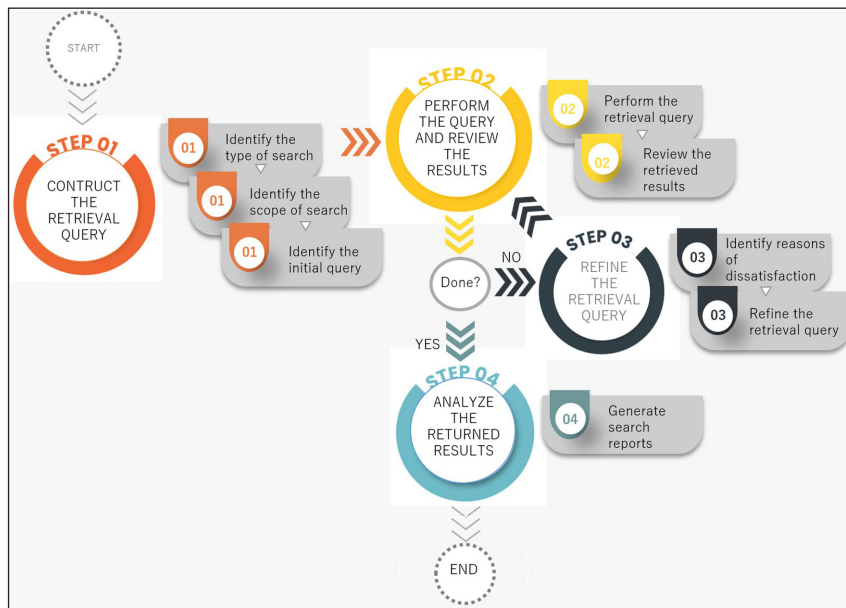 START
STEP 01
CONTRUCT
THE
RETRIEVAL
QUERY
01
Identify the
type of search
01
Identify the
scope of search
01
Identify the
initial query
STEP 02
PERFORM
THE QUERY
AND REVIEW
THE
RESULTS
02
Perform the
retrieval query
02
Review the
retrieved
results
Done?
NO
STEP 03
REFINE
THE
RETRIEVAL
QUERY
03
Identify reasons
of
dissatisfaction
03
Refine the
retrieval query
YES
STEP 04
ANALYZE
THE
RETURNED
RESULTS
04
Generate
search
reports
END